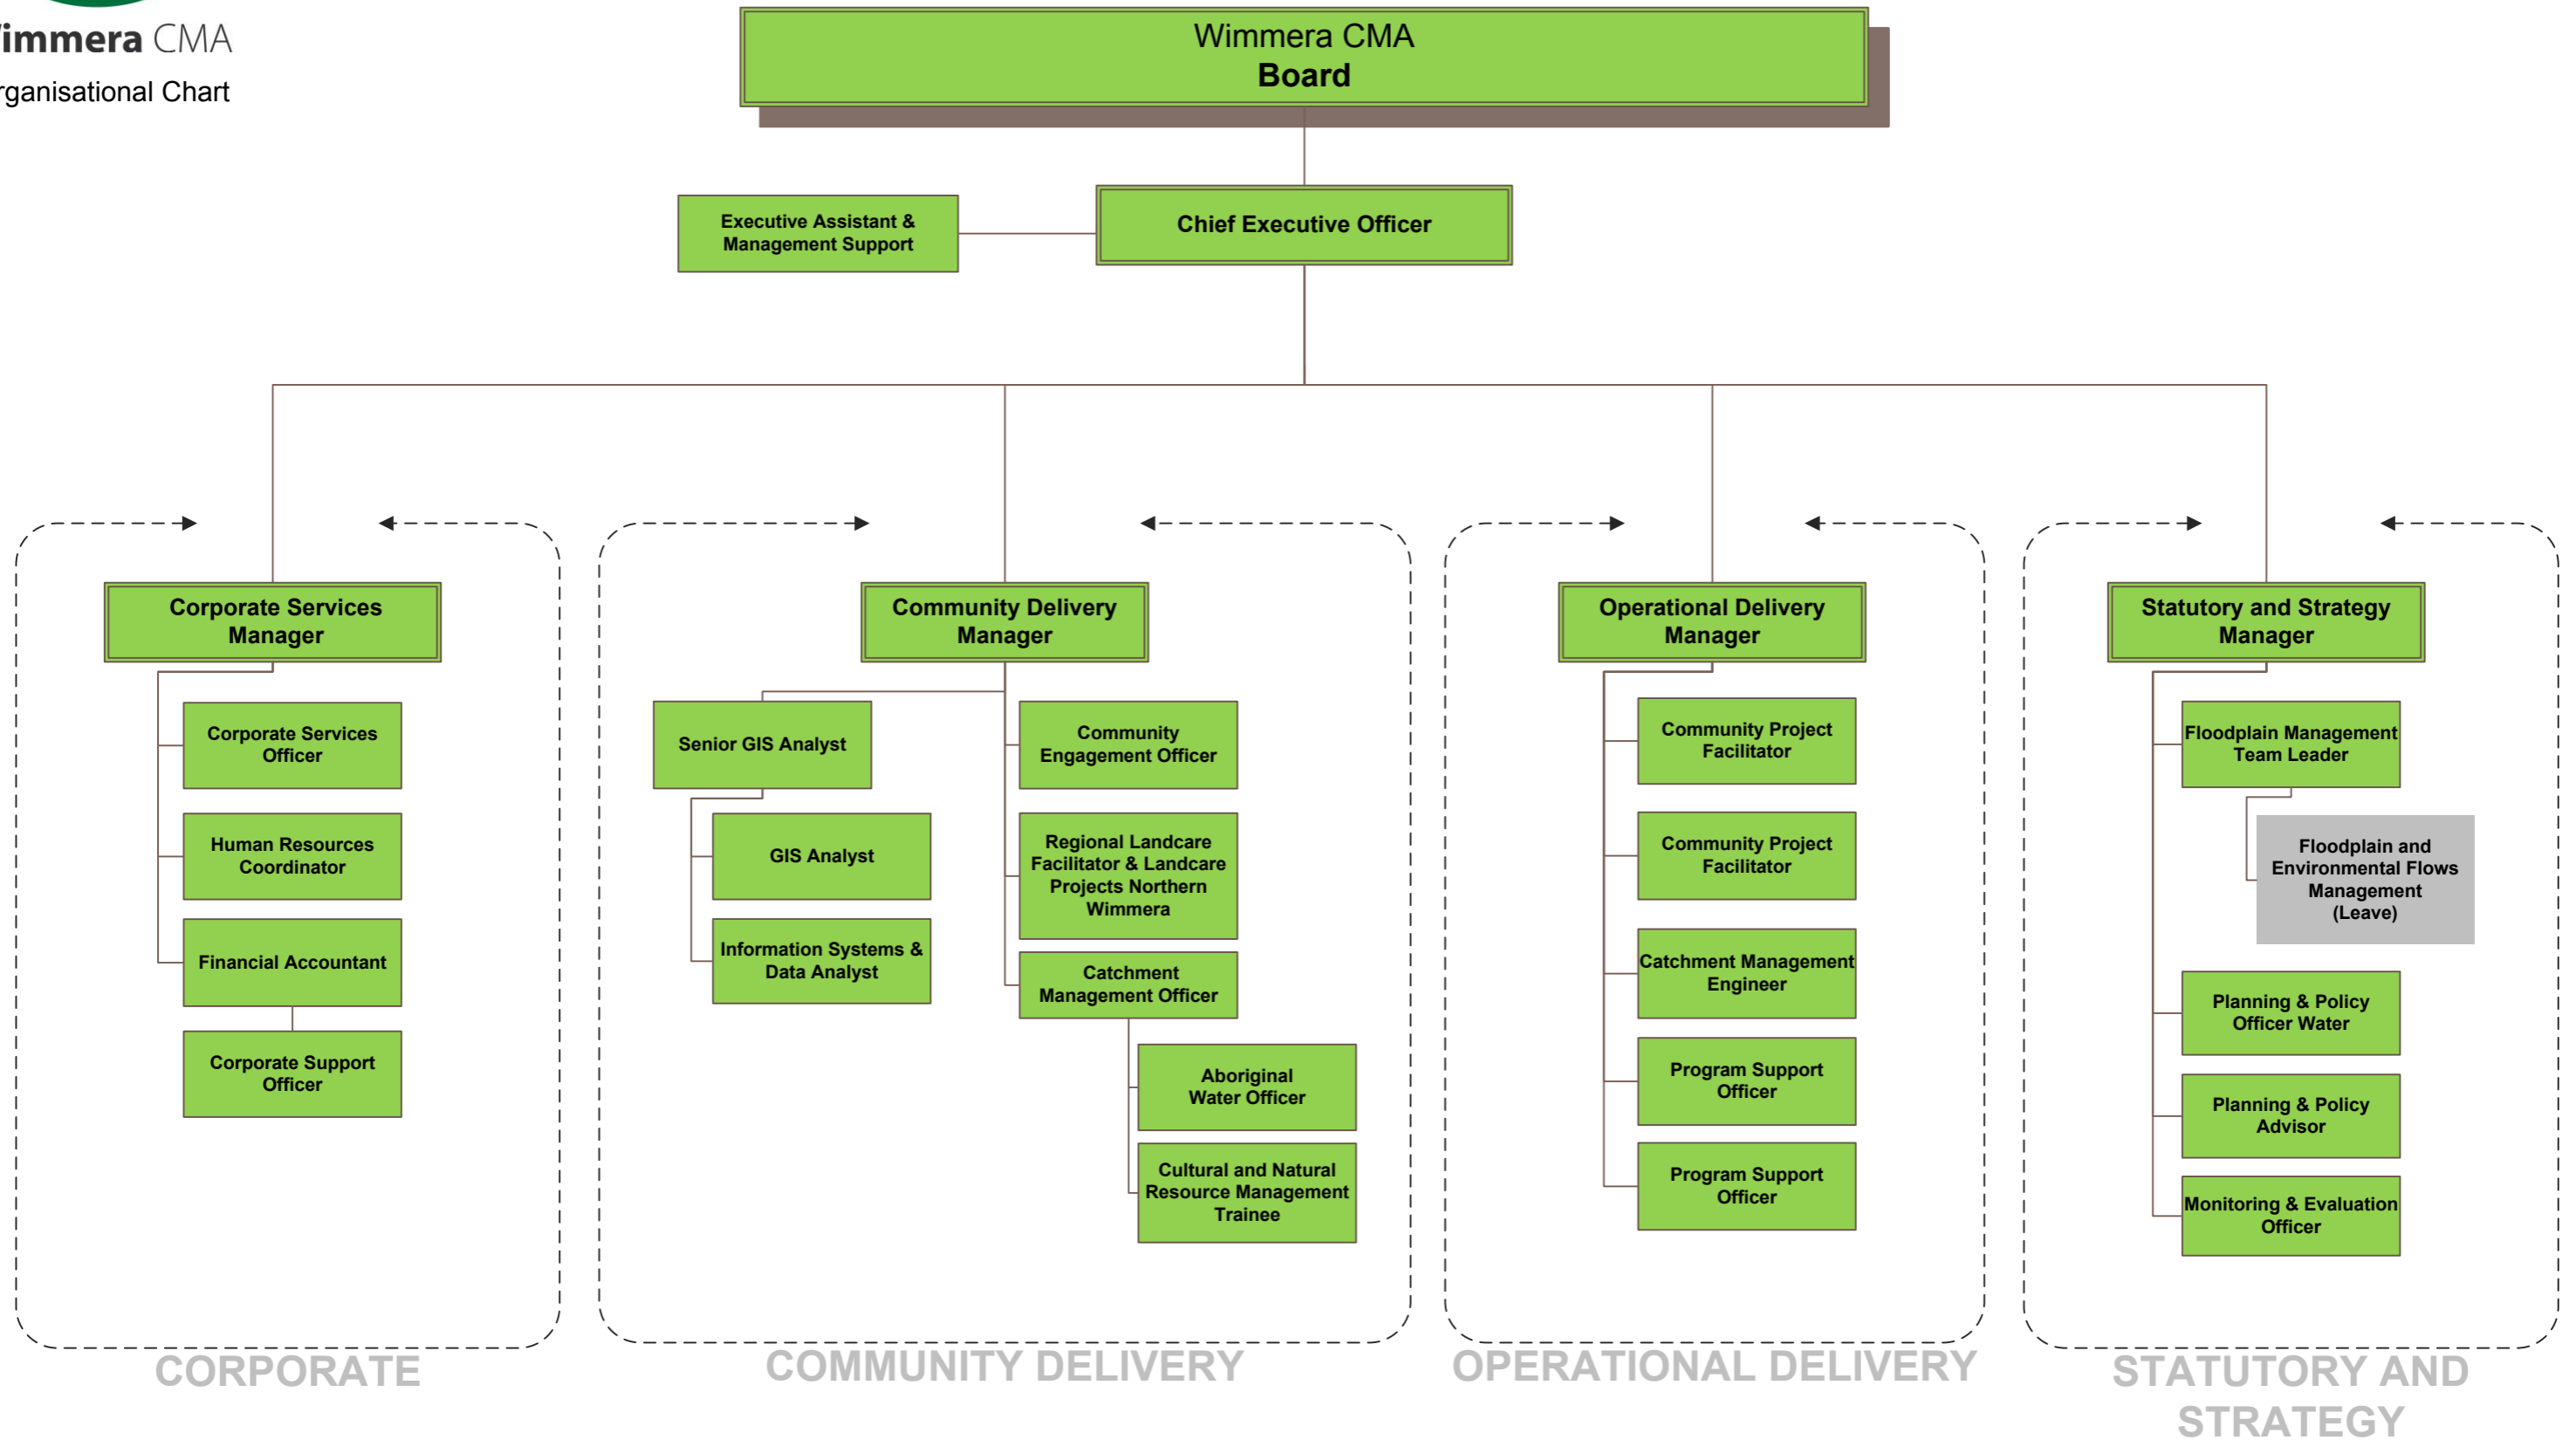 immera CMA
rganisational Chart
Wimmera CMA
Board
Executive Assistant &
Management Support
Chief Executive Officer
Corporate Services
Manager
Corporate Services
Officer
Human Resources
Coordinator
Financial Accountant
Corporate Support
Officer
CORPORATE
Community Delivery
Manager
Senior GIS Analyst
GIS Analyst
Information Systems &
Data Analyst
Community
Engagement Officer
Regional Landcare
Facilitator & Landcare
Projects Northern
Wimmera
Catchment
Management Officer
Aboriginal
Water Officer
Cultural and Natural
Resource Management
Trainee
COMMUNITY DELIVERY
Operational Delivery
Manager
Community Project
Facilitator
Community Project
Facilitator
Catchment Management
Engineer
Program Support
Officer
Program Support
Officer
OPERATIONAL DELIVERY
Statutory and Strategy
Manager
Floodplain Management
Team Leader
Floodplain and
Environmental Flows
Management
(Leave)
Planning & Policy
Officer Water
Planning & Policy
Advisor
Monitoring & Evaluation
Officer
STATUTORY AND
STRATEGY